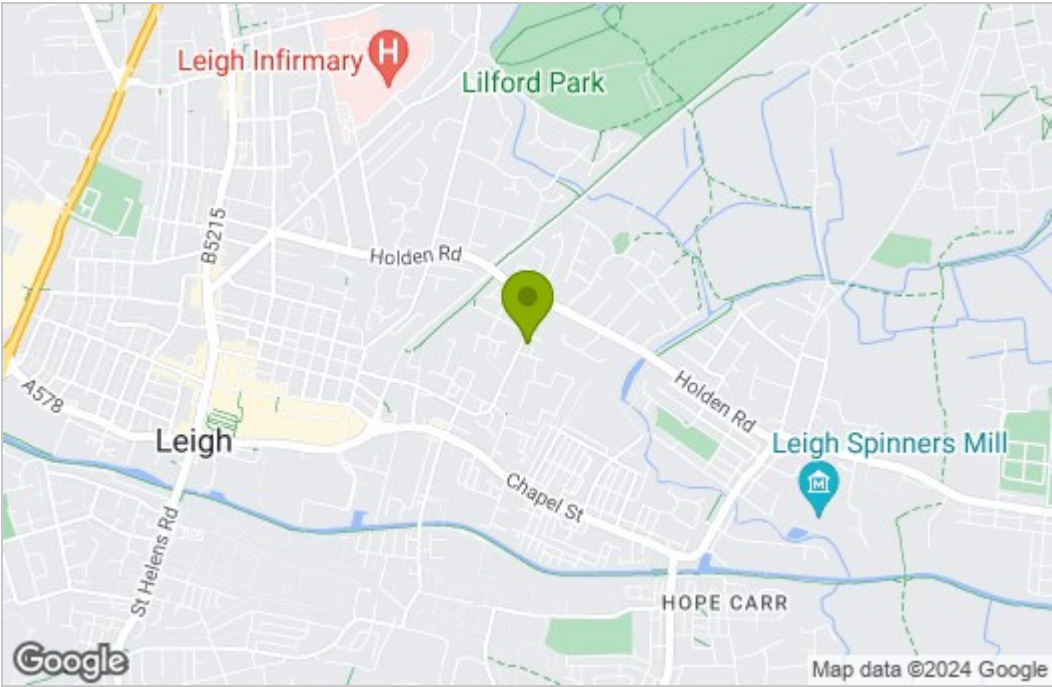 Leigh Infirmary
H
Lilford Park
B5215
Holden Rd
A578
Holden Rd
Leigh
Leigh Spinners Mill
M
Chapel St
St Helens Rd
HOPE CARR
Google
Map data ©2024 Google